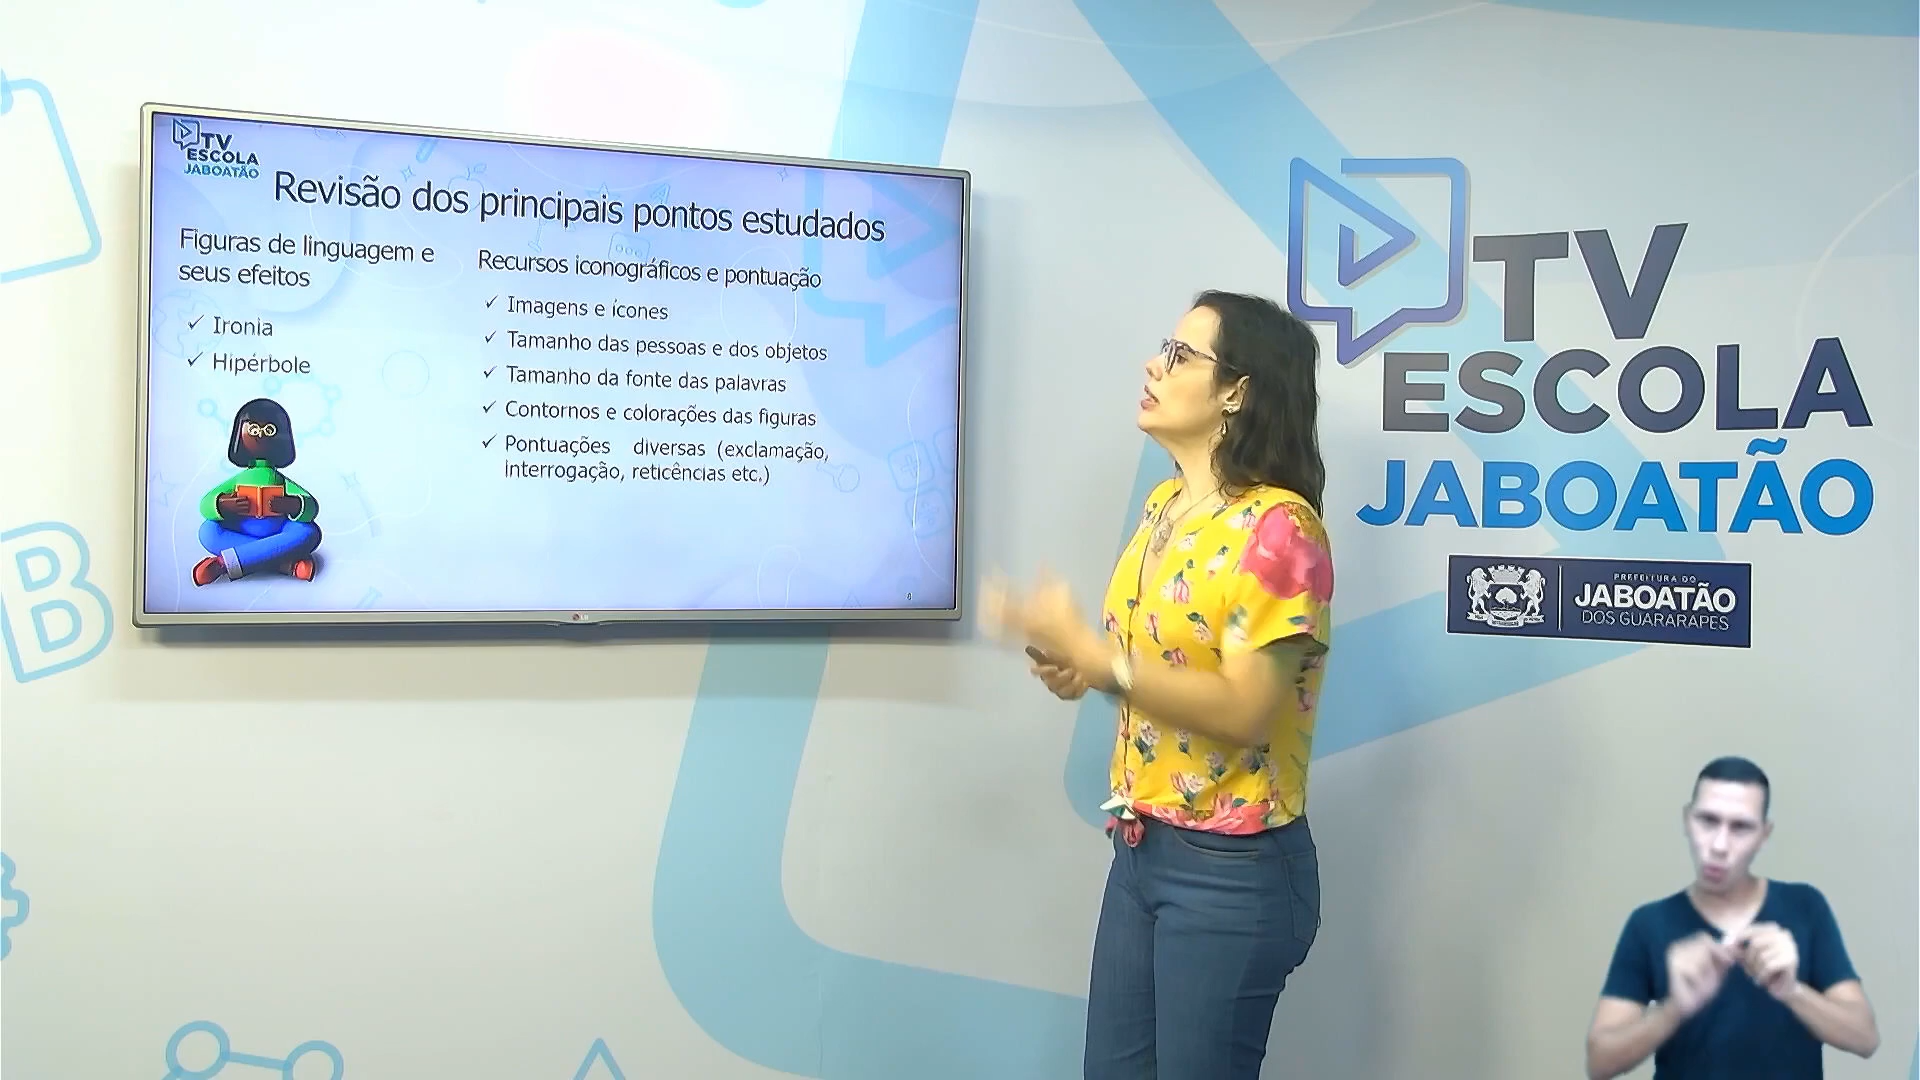 TV
ESCOLA
JABOATÃO
Revisão dos principais pontos estudados
Figuras de linguagem e
seus efeitos
✓ Ironia
✓ Hipérbole
Recursos iconográficos e pontuação
✓ Imagens e ícones
✓ Tamanho das pessoas e dos objetos
✓ Tamanho da fonte das palavras
✓ Contornos e colorações das figuras
✓ Pontuações diversas (exclamação,
interrogação, reticências etc.)
LG
TV
ESCOLA
JABOATÃO
PREFEITURA DO
JABOATÃO
DOS GUARARAPES
B